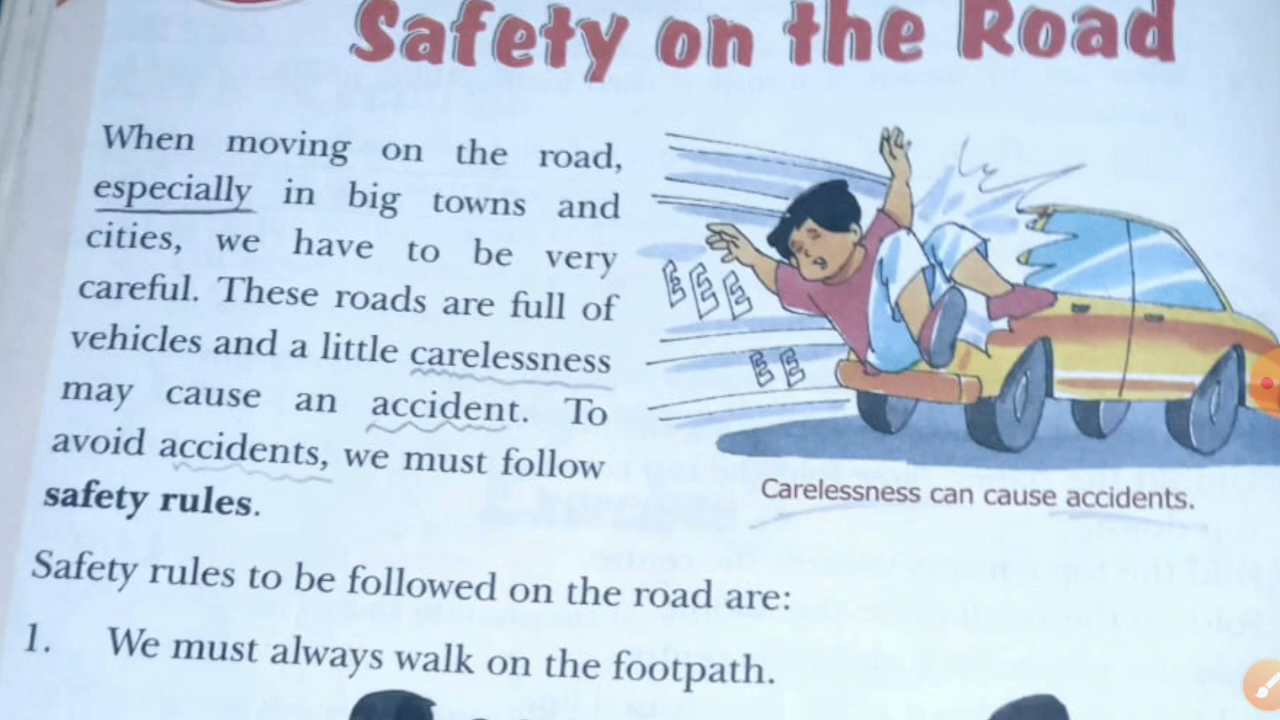 Safety on the Road
When moving on the road,
especially in big towns and
cities, we have to be very
careful. These roads are full of
vehicles and a little carelessness
may cause an accident. To
avoid accidents, we must follow
safety rules.
EEE
EE
Carelessness can cause accidents.
Safety rules to be followed on the road are:
1. We must always walk on the footpath.